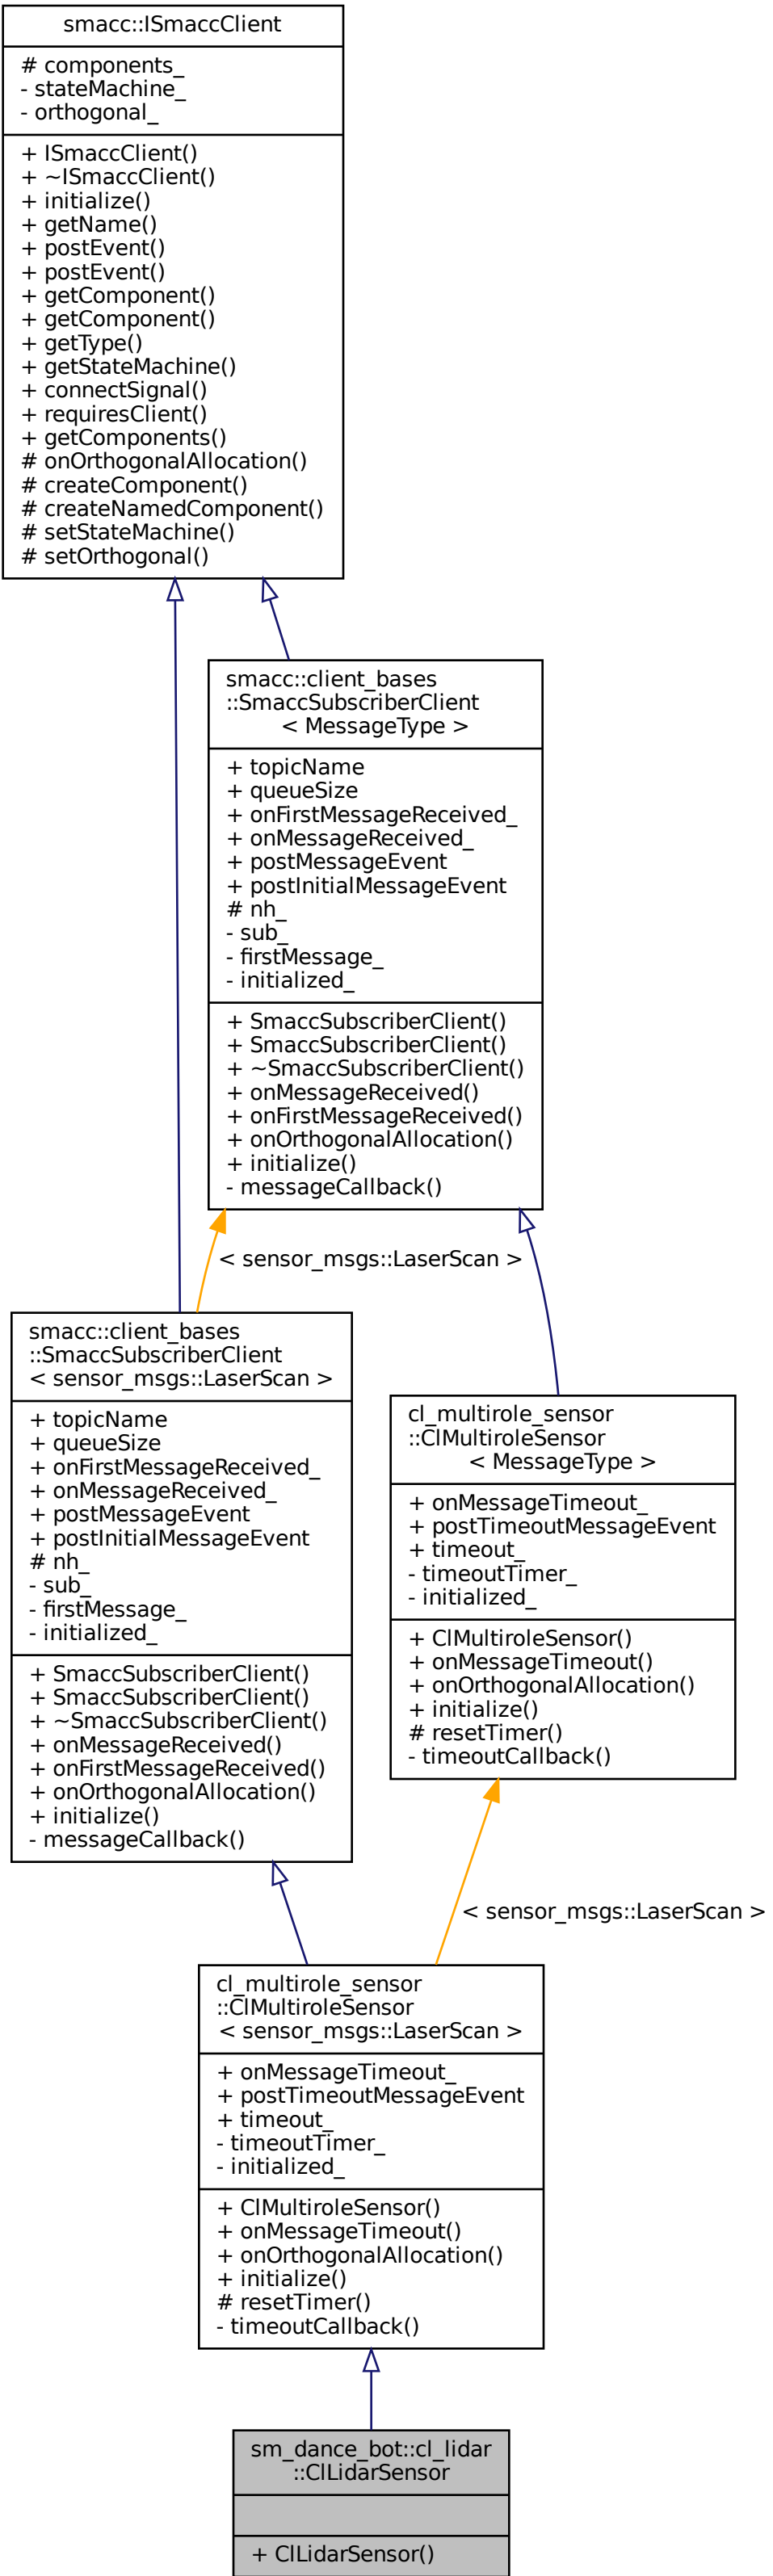 smacc::ISmaccClient
# components_
- stateMachine_
- orthogonal_
+ ISmaccClient()
+ ~ISmaccClient()
+ initialize()
+ getName()
+ postEvent()
+ postEvent()
+ getComponent()
+ getComponent()
+ getType()
+ getStateMachine()
+ connectSignal()
+ requiresClient()
+ getComponents()
# onOrthogonalAllocation()
# createComponent()
# createNamedComponent()
# setStateMachine()
# setOrthogonal()
smacc::client_bases
::SmaccSubscriberClient
< MessageType >
+ topicName
+ queueSize
+ onFirstMessageReceived_
+ onMessageReceived_
+ postMessageEvent
+ postInitialMessageEvent
# nh_
- sub_
- firstMessage_
- initialized_
+ SmaccSubscriberClient()
+ SmaccSubscriberClient()
+ ~SmaccSubscriberClient()
+ onMessageReceived()
+ onFirstMessageReceived()
+ onOrthogonalAllocation()
+ initialize()
- messageCallback()
< sensor_msgs::LaserScan >
smacc::client_bases
::SmaccSubscriberClient
< sensor_msgs::LaserScan >
+ topicName
+ queueSize
+ onFirstMessageReceived_
+ onMessageReceived_
+ postMessageEvent
+ postInitialMessageEvent
# nh_
- sub_
- firstMessage_
- initialized_
+ SmaccSubscriberClient()
+ SmaccSubscriberClient()
+ ~SmaccSubscriberClient()
+ onMessageReceived()
+ onFirstMessageReceived()
+ onOrthogonalAllocation()
+ initialize()
- messageCallback()
cl_multirole_sensor
::ClMultiroleSensor
< MessageType >
+ onMessageTimeout_
+ postTimeoutMessageEvent
+ timeout_
- timeoutTimer_
- initialized_
+ ClMultiroleSensor()
+ onMessageTimeout()
+ onOrthogonalAllocation()
+ initialize()
# resetTimer()
- timeoutCallback()
< sensor_msgs::LaserScan >
cl_multirole_sensor
::ClMultiroleSensor
< sensor_msgs::LaserScan >
+ onMessageTimeout_
+ postTimeoutMessageEvent
+ timeout_
- timeoutTimer_
- initialized_
+ ClMultiroleSensor()
+ onMessageTimeout()
+ onOrthogonalAllocation()
+ initialize()
# resetTimer()
- timeoutCallback()
sm_dance_bot::cl_lidar
::ClLidarSensor
+ ClLidarSensor()